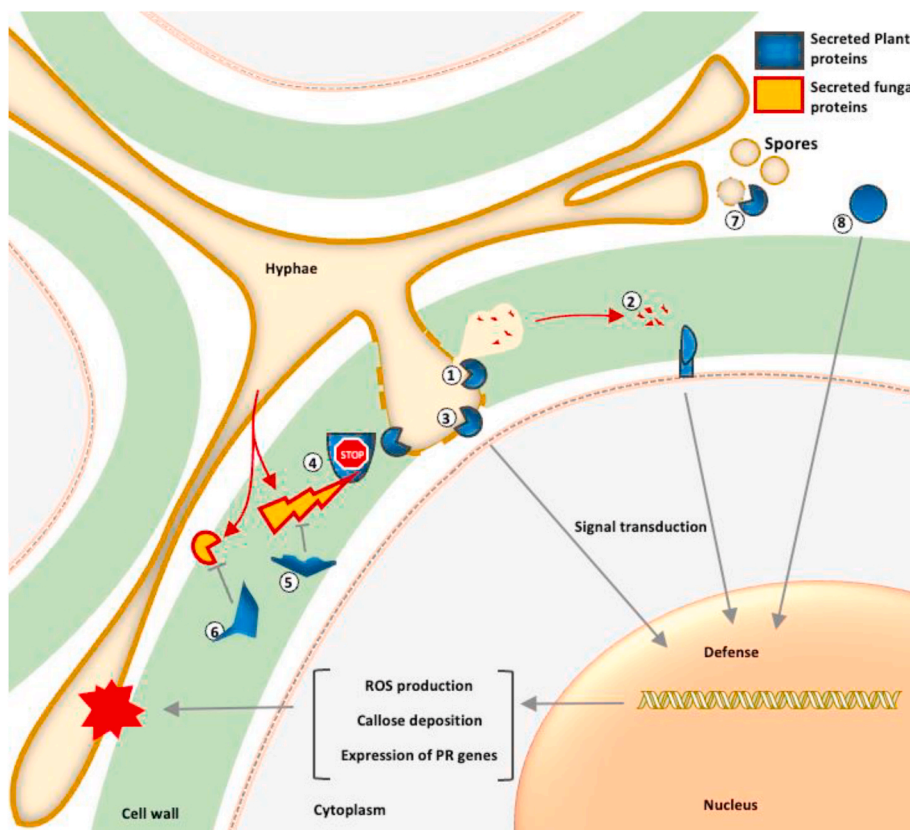 Secreted Plant
proteins
Secreted funga
proteins
Spores
7
8
Hyphae
2
1
3
4
STOP
Signal transduction
5
6
Defense
ROS production
Callose deposition
Expression of PR genes
Cell wall
Cytoplasm
Nucleus